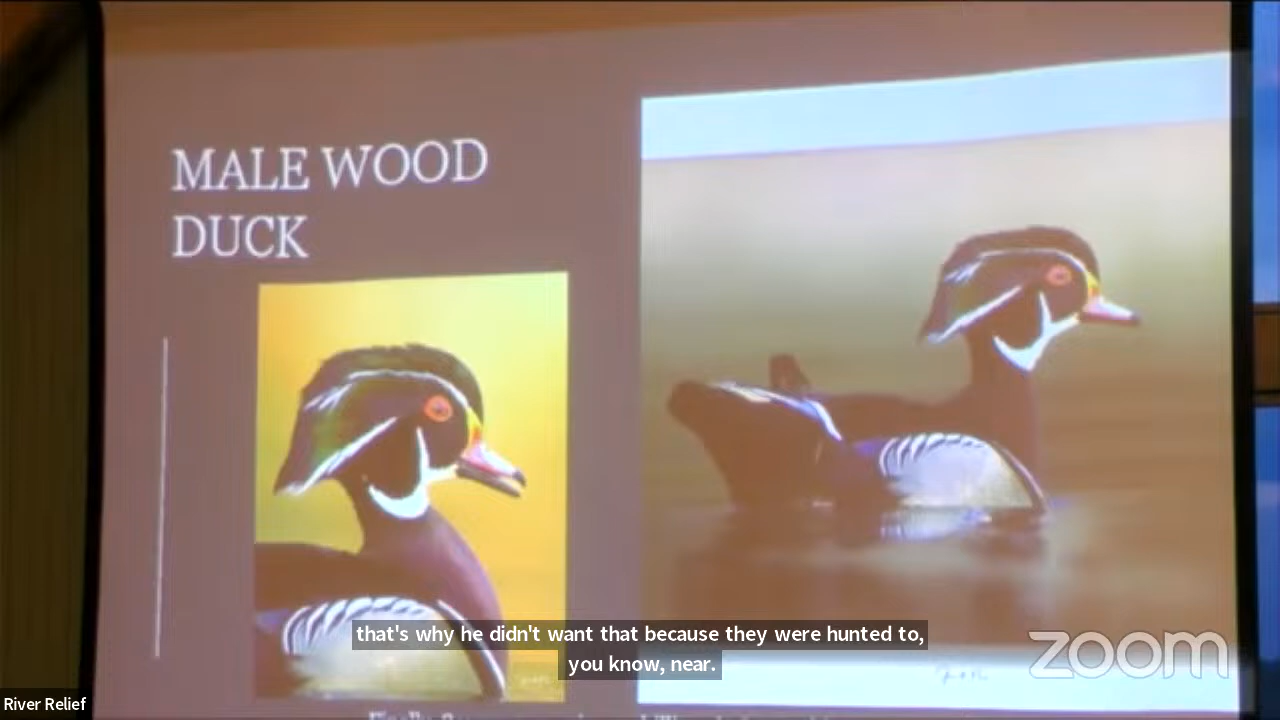 MALE WOOD
DUCK
that's why he didn't want that because they were hunted to,
you know, near.
zoom
River Relief